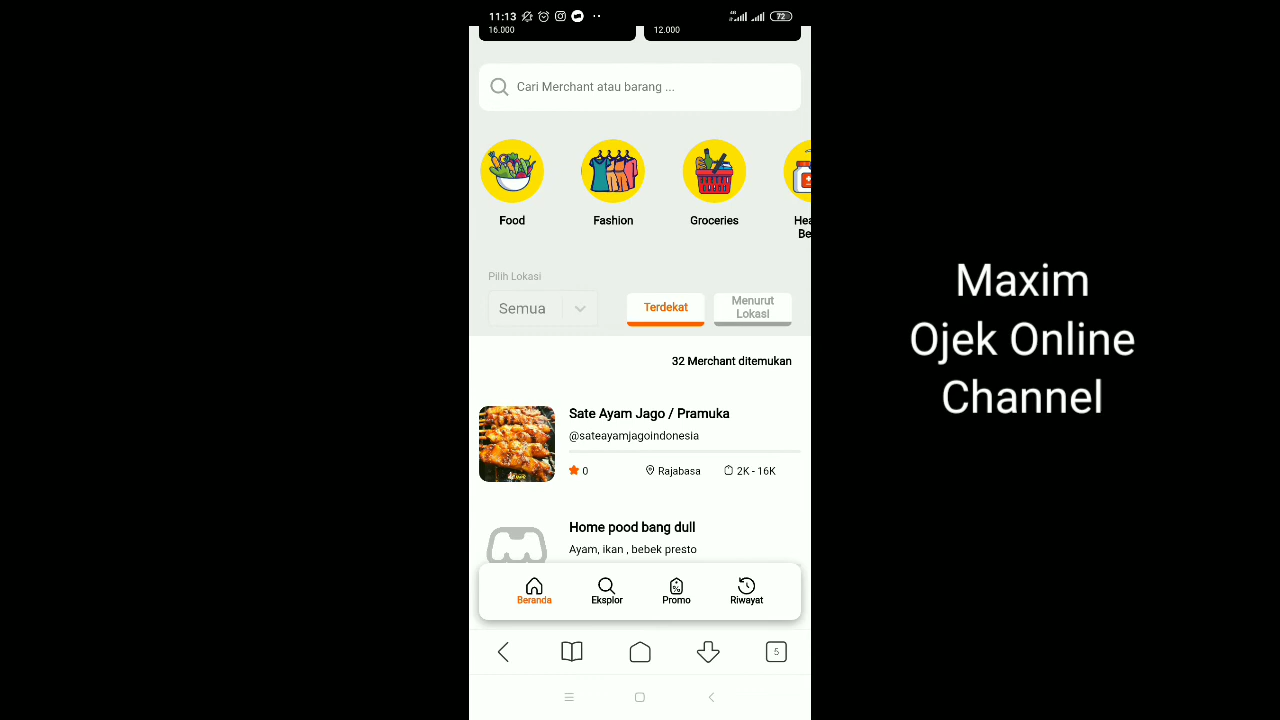 11:13
72
16.000
12.000
Cari Merchant atau barang ...
Food
Fashion
Groceries
Hea
Be
Pilih Lokasi
Semua
Terdekat
Menurut
Lokasi
32 Merchant ditemukan
Sate Ayam Jago / Pramuka
@sateayamjagoindonesia
0
Rajabasa
2K - 16K
Home pood bang dull
Ayam, ikan , bebek presto
Beranda
Eksplor
Promo
Riwayat
5
Maxim
Ojek Online
Channel